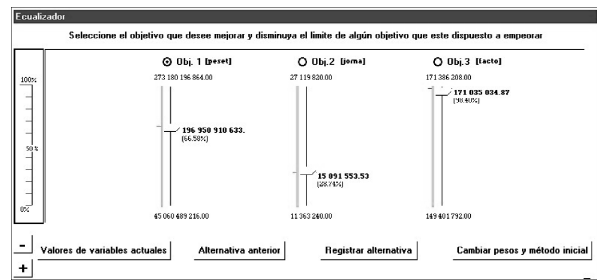 Ecualizador
Seleccione el objetivo que desee mejorar y disminuya el limite de algún objetivo que este dispuesto a empeorar
Obj. 1 [peset]
Obj.2 [jorna]
Obj.3 [lacto]
273 180 196 864.00
27 119 820.00
171 386 208.00
100%
50 %
0%
196 950 910 633.
(66.58%)
15 091 553.53
(28.74%)
171 035 034.87
(98.40%)
45 060 489 216.00
11 363 240.00
149 401 792.00
-
+
Valores de variables actuales
Alternativa anterior
Registrar alternativa
Cambiar pesos y método inicial